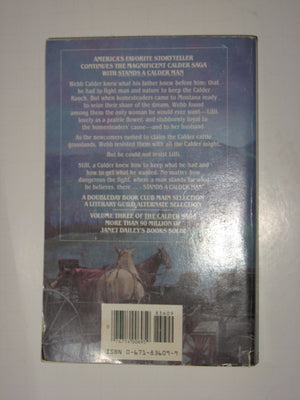 AMERICA'S FAVORITE STORYTELLER
CONTINUES THE MAGNIFICENT CALDER SAGA
WITH STANDS A CALDER MAN
Webb Calder knew what his father knew before him: that
he had to fight man and nature to keep the Calder
Ranch. But when homesteaders came to Montana ready
to seize their share of the dream, Webb found
among them the only woman he would ever want—Lilli,
lovely as a prairie flower, and stubbornly loyal to
the homesteaders' cause—and to her husband.
As the newcomers rushed to claim the Calder cattle
grasslands, Webb resisted them with all the Calder might.
But he could not resist Lilli.
Still, a Calder knew how to keep what he had and
how to get what he wanted. No matter how
dangerous the fight, where a man stands for what
he believes, there . . . STANDS A CALDER MAN
A DOUBLEDAY BOOK CLUB MAIN SELECTION
A LITERARY GUILD ALTERNATE SELECTION
VOLUME THREE OF THE CALDER SAGA
MORE THAN 90 MILLION OF
JANET DAILEY'S BOOKS SOLD!
83609
ISBN 0-671-83609-9